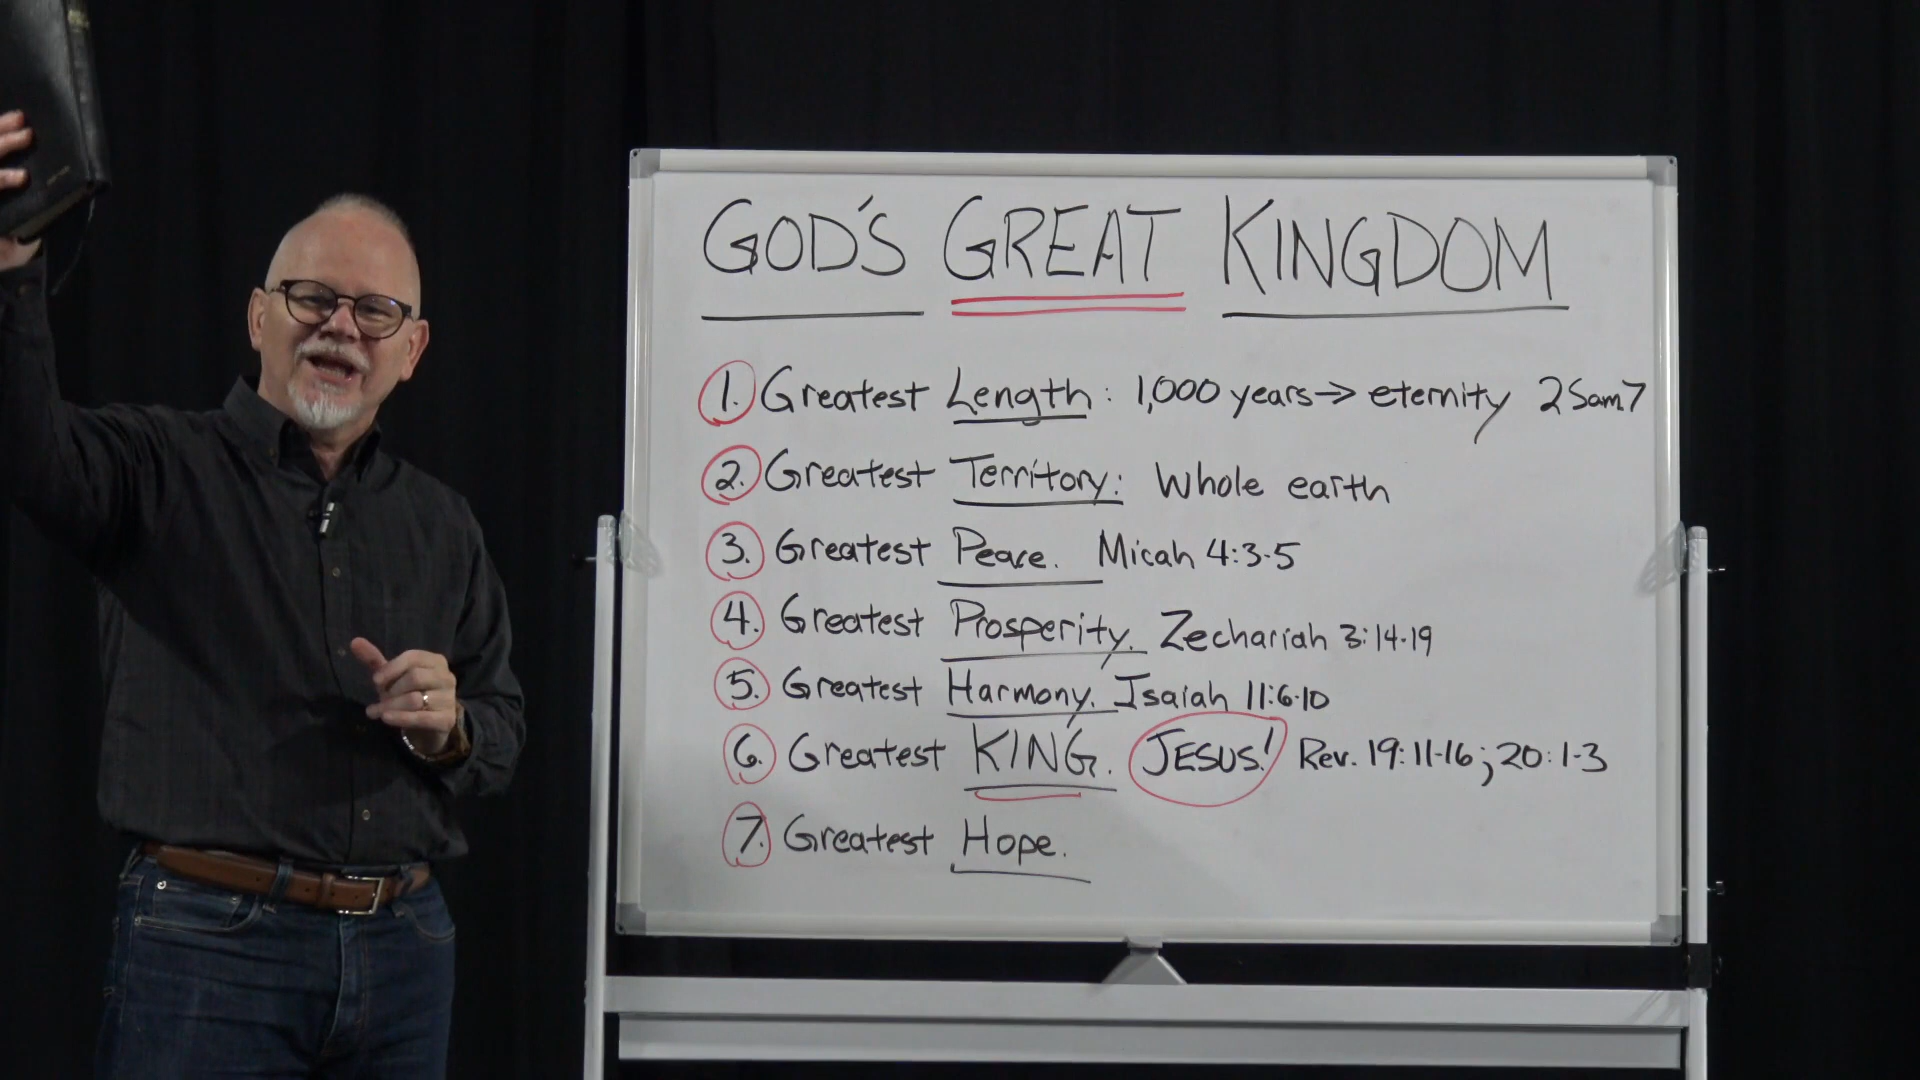 GOD'S GREAT KINGDOM
1. Greatest Length: 1,000 years → eternity 2 Sam 7
2. Greatest Territory: Whole earth
3. Greatest Peace. Micah 4:3-5
4. Greatest Prosperity. Zechariah 3:14-19
5. Greatest Harmony. Isaiah 11:6-10
6. Greatest KING. JESUS! Rev. 19:11-16; 20:1-3
7. Greatest Hope.